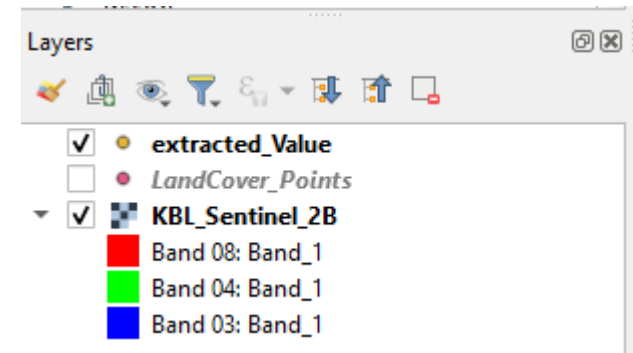 Layers
extracted_Value
LandCover_Points
KBL_Sentinel_2B
Band 08: Band_1
Band 04: Band_1
Band 03: Band_1